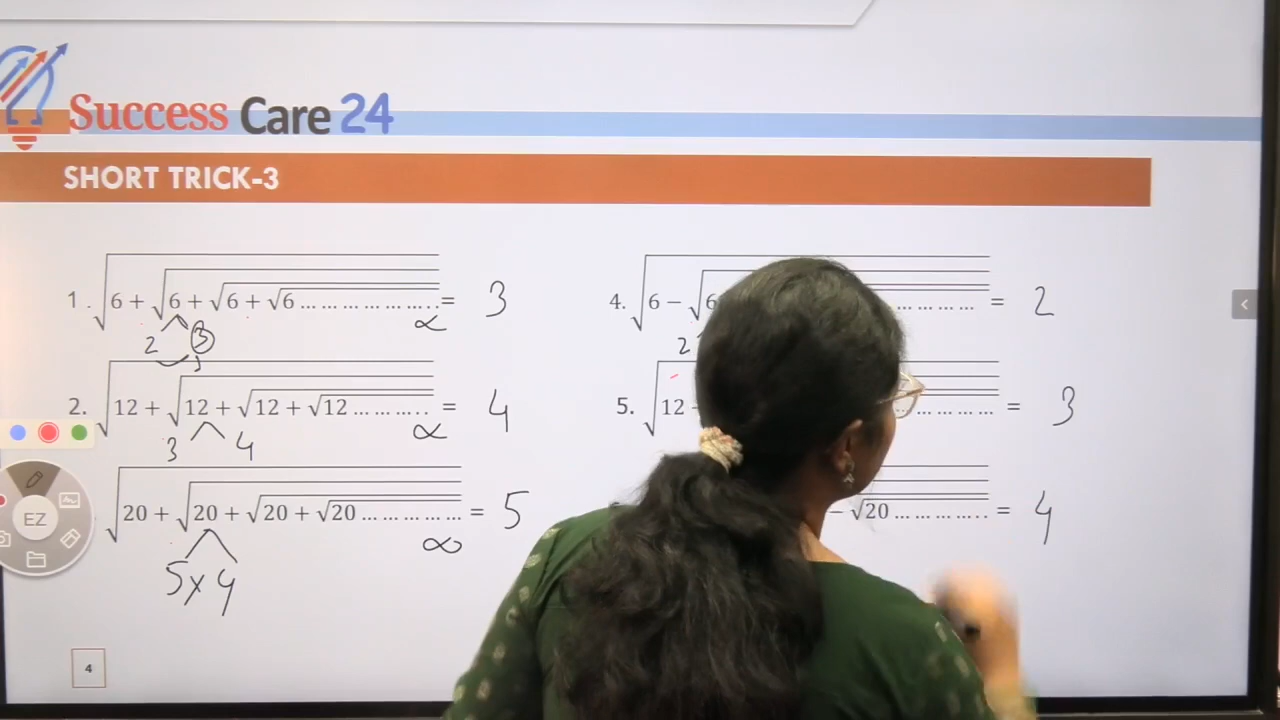 Success Care 24
SHORT TRICK-3
1. √6 + √6 + √6 + √6 ... ... ... ... ... ... .. = 3
∝
2 3
2. √12 + √12 + √12 + √12 ... ... ... .. = 4
∝
3 4
√20 + √20 + √20 + √20 ... ... ... ... ... = 5
∞
5x4
4. √6 − √6 ... ... ... ... = 2
2
5. √12 ... ... ... ... = 3
− √20 ... ... ... ... .. = 4
EZ
4